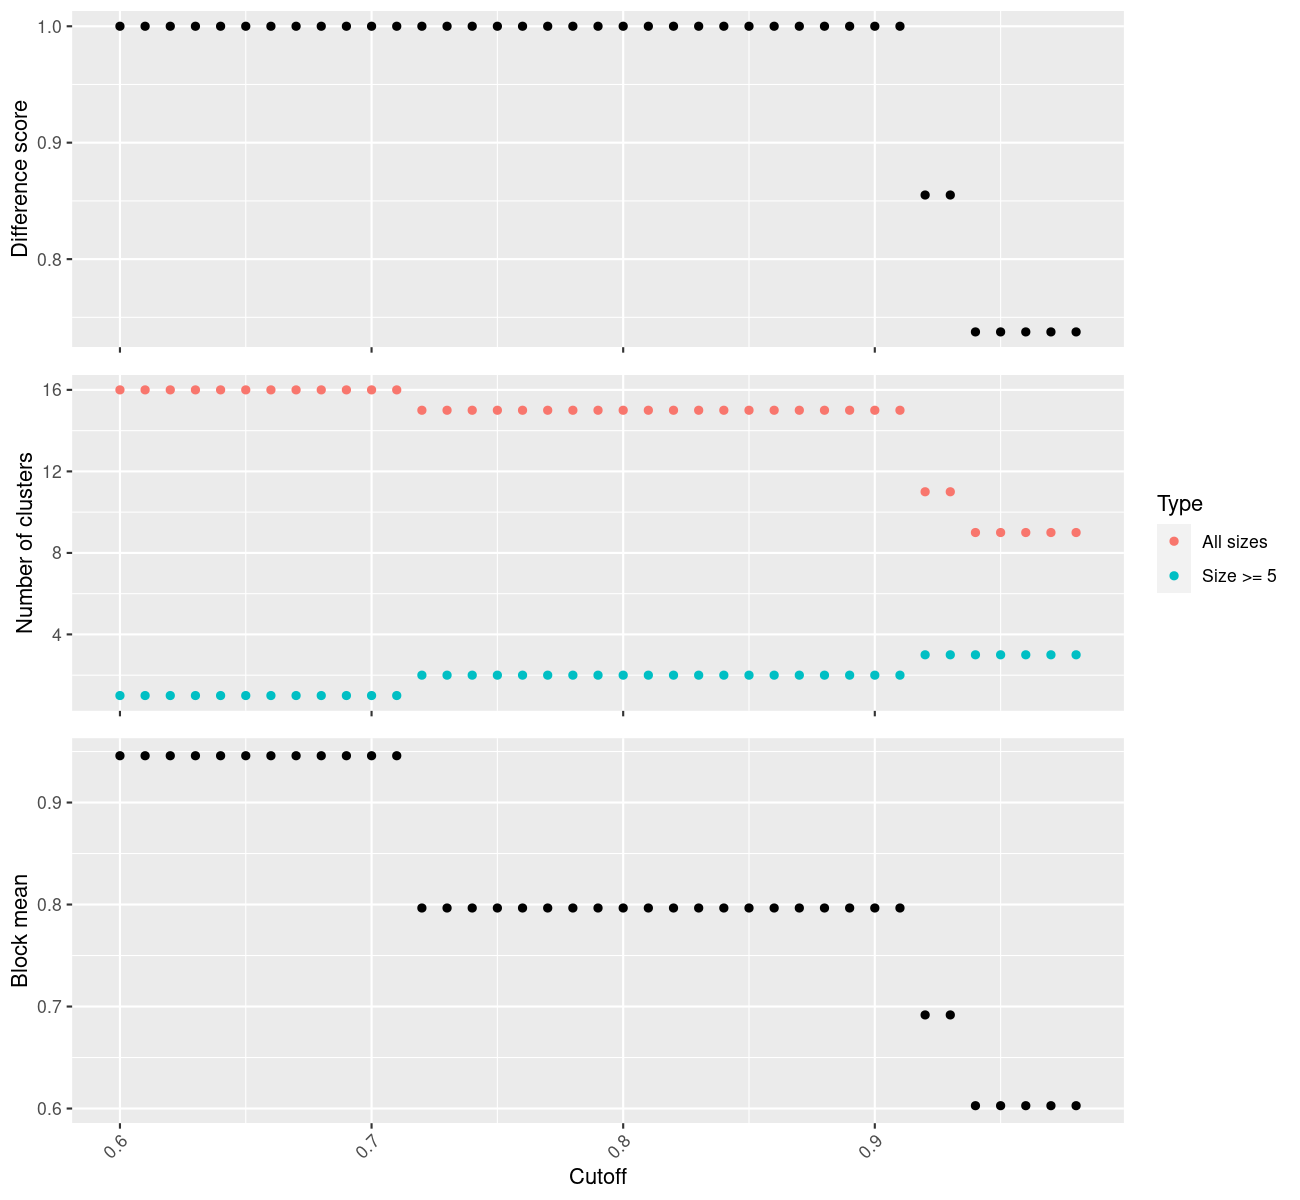 Difference score
1.0
0.9
0.8
Number of clusters
16
12
8
4
Type
All sizes
Size >= 5
Block mean
0.9
0.8
0.7
0.6
0.6
0.7
0.8
0.9
Cutoff